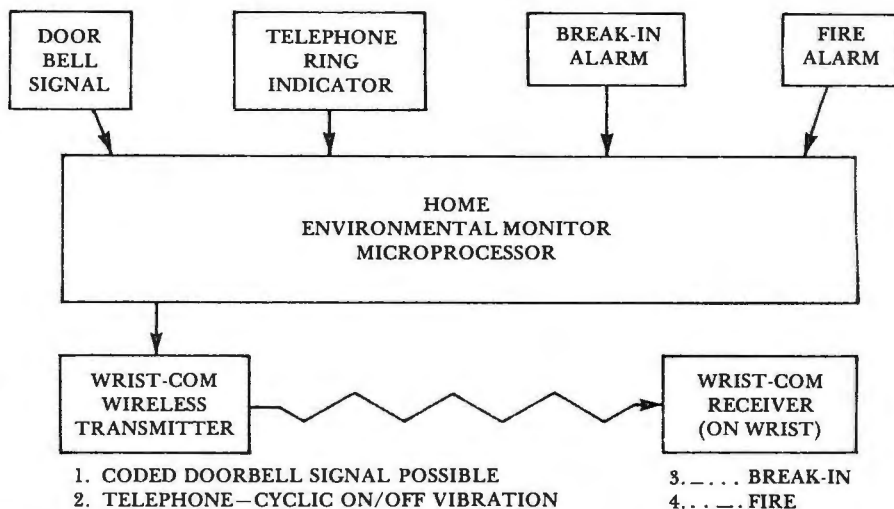 DOOR
BELL
SIGNAL
TELEPHONE
RING
INDICATOR
BREAK-IN
ALARM
FIRE
ALARM
HOME
ENVIRONMENTAL MONITOR
MICROPROCESSOR
WRIST-COM
WIRELESS
TRANSMITTER
WRIST-COM
RECEIVER
(ON WRIST)
1. CODED DOORBELL SIGNAL POSSIBLE
2. TELEPHONE—CYCLIC ON/OFF VIBRATION
3. _ . . . BREAK-IN
4. . . _ . FIRE